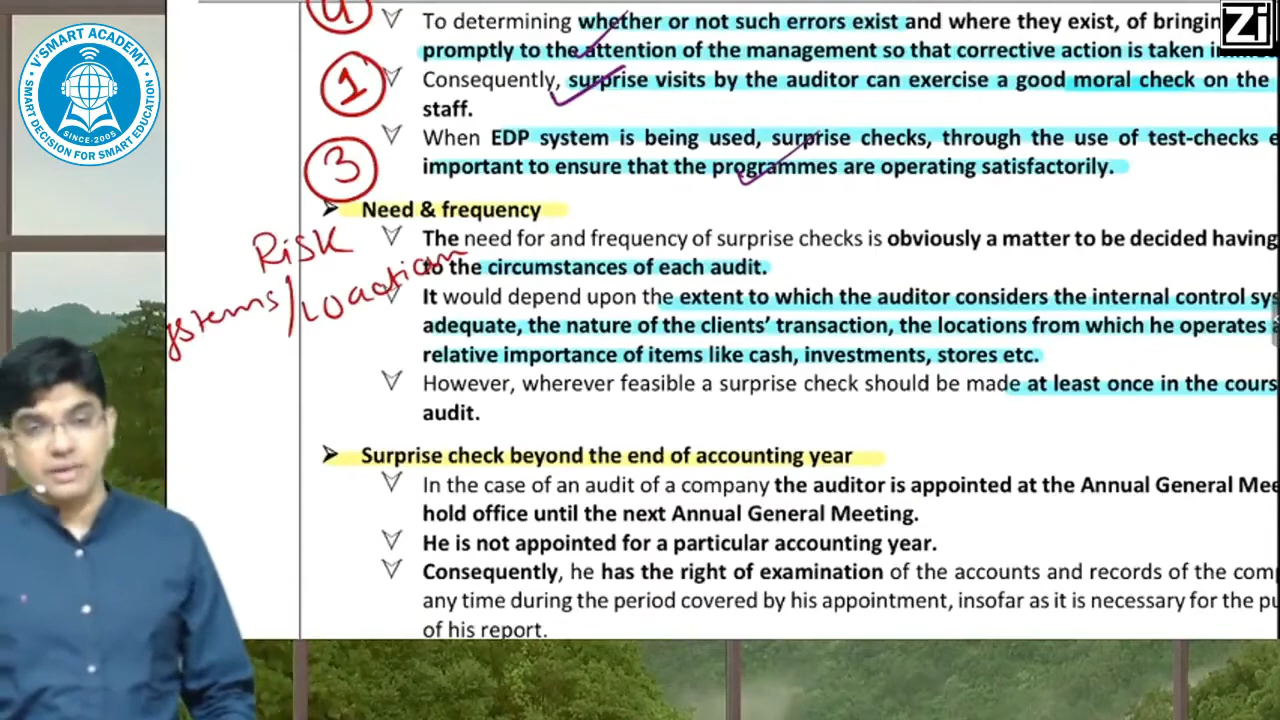 V'SMART ACADEMY
SINCE-2005
SMART DECISION FOR SMART EDUCATION
Zi
4
To determining whether or not such errors exist and where they exist, of bringing
promptly to the attention of the management so that corrective action is taken
1
Consequently, surprise visits by the auditor can exercise a good moral check on the
staff.
3
When EDP system is being used, surprise checks, through the use of test-checks
important to ensure that the programmes are operating satisfactorily.
Need & frequency
Risk
The need for and frequency of surprise checks is obviously a matter to be decided having
to the circumstances of each audit.
ystems/Location
It would depend upon the extent to which the auditor considers the internal control sy
adequate, the nature of the clients' transaction, the locations from which he operates
relative importance of items like cash, investments, stores etc.
However, wherever feasible a surprise check should be made at least once in the cours
audit.
Surprise check beyond the end of accounting year
In the case of an audit of a company the auditor is appointed at the Annual General Mee
hold office until the next Annual General Meeting.
He is not appointed for a particular accounting year.
Consequently, he has the right of examination of the accounts and records of the com
any time during the period covered by his appointment, insofar as it is necessary for the pu
of his report.